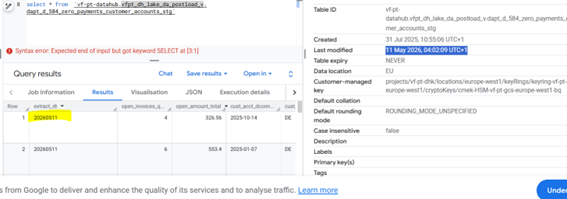 8 select * from `vf-pt-datahub.vfpt_dh_lake_da_postload_v.
dapt_d_584_zero_payments_customer_accounts_stg`
Syntax error: Expected end of input but got keyword SELECT at [3:1]
Query results
Chat
Save results
Open in
Job information
Results
Visualisation
JSON
Execution details
Row
extract_dt
open_invoices_q...
open_amount_total
cust_acct_dconn...
cust
1
20260511
4
326.56
2025-10-14
DE
2
20260511
6
553.4
2025-01-07
DE
Table ID
vf-pt-
datahub.vfpt_dh_lake_da_postload_v.
dapt_d_584_zero_payments_custo
mer_accounts_stg
Created
31 Jul 2025, 10:55:06 UTC+1
Last modified
11 May 2026, 04:02:09 UTC+1
Table expiry
NEVER
Data location
EU
Customer-managed
key
projects/vf-pt-dhk/locations/europe-west1/keyRings/keyring-vf-pt-
europe-west1/cryptoKeys/cmek-HSM-vf-pt-gcs-europe-west1-bq
Default collation
Default rounding
mode
ROUNDING_MODE_UNSPECIFIED
Case insensitive
false
Description
Labels
Primary key(s)
Tags
s from Google to deliver and enhance the quality of its services and to analyse traffic. Learn more
Under